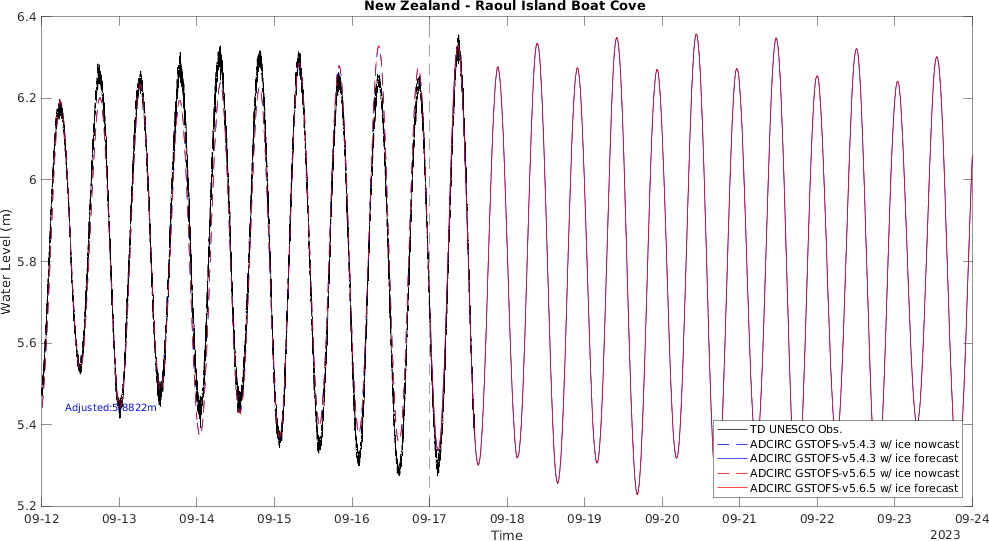 New Zealand - Raoul Island Boat Cove
6.4
6.2
6
5.8
5.6
5.4
5.2
Water Level (m)
Adjusted:5.8822m
TD UNESCO Obs.
ADCIRC GSTOFS-v5.4.3 w/ ice nowcast
ADCIRC GSTOFS-v5.4.3 w/ ice forecast
ADCIRC GSTOFS-v5.6.5 w/ ice nowcast
ADCIRC GSTOFS-v5.6.5 w/ ice forecast
09-12 09-13 09-14 09-15 09-16 09-17 09-18 09-19 09-20 09-21 09-22 09-23 09-24
Time
2023